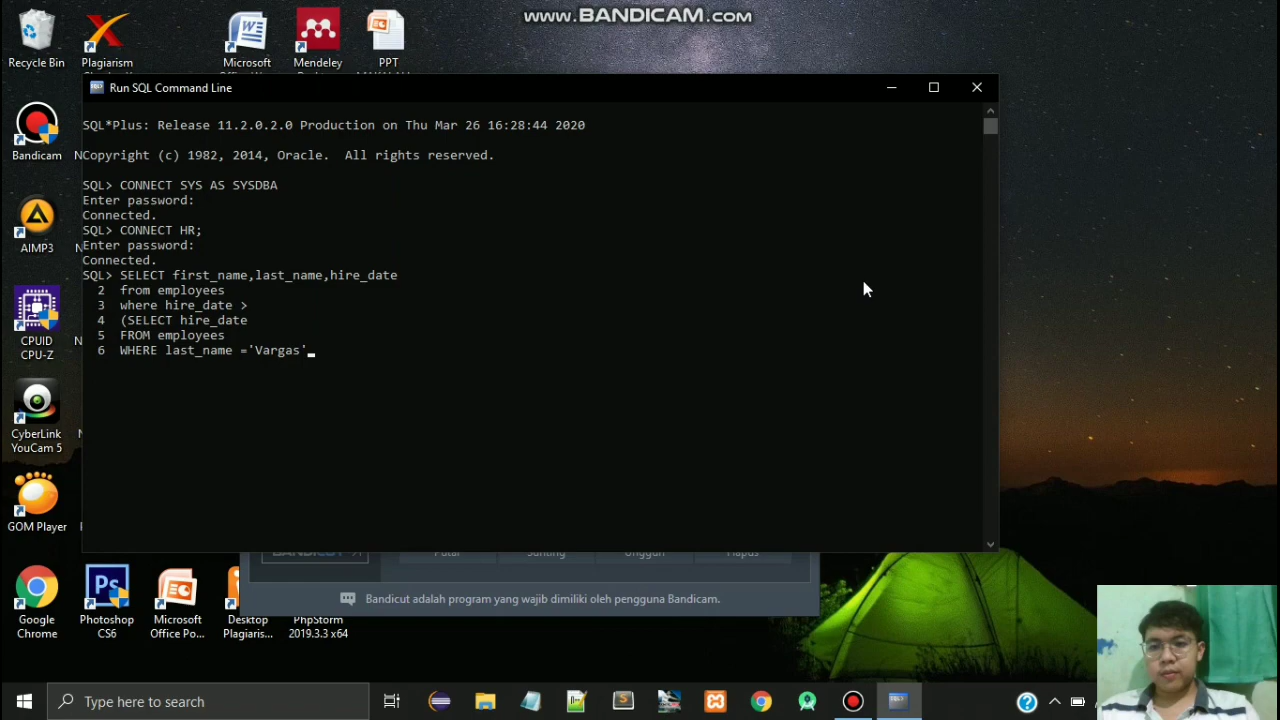 www.BANDICAM.com
Recycle Bin
Plagiarism
Microsoft
Mendeley
Desktop
PPT
Run SQL Command Line
SQL*Plus: Release 11.2.0.2.0 Production on Thu Mar 26 16:28:44 2020
Copyright (c) 1982, 2014, Oracle.  All rights reserved.
SQL> CONNECT SYS AS SYSDBA
Enter password:
Connected.
SQL> CONNECT HR;
Enter password:
Connected.
SQL> SELECT first_name,last_name,hire_date
2  from employees
3  where hire_date >
4  (SELECT hire_date
5  FROM employees
6  WHERE last_name ='Vargas'
Bandicam
AIMP3
CPUID
CPU-Z
CyberLink
YouCam 5
GOM Player
Google
Chrome
Ps
Photoshop
CS6
Microsoft
Office Po...
Desktop
Plagiaris...
PhpStorm
2019.3.3 x64
Bandicut adalah program yang wajib dimiliki oleh pengguna Bandicam.
Type here to search